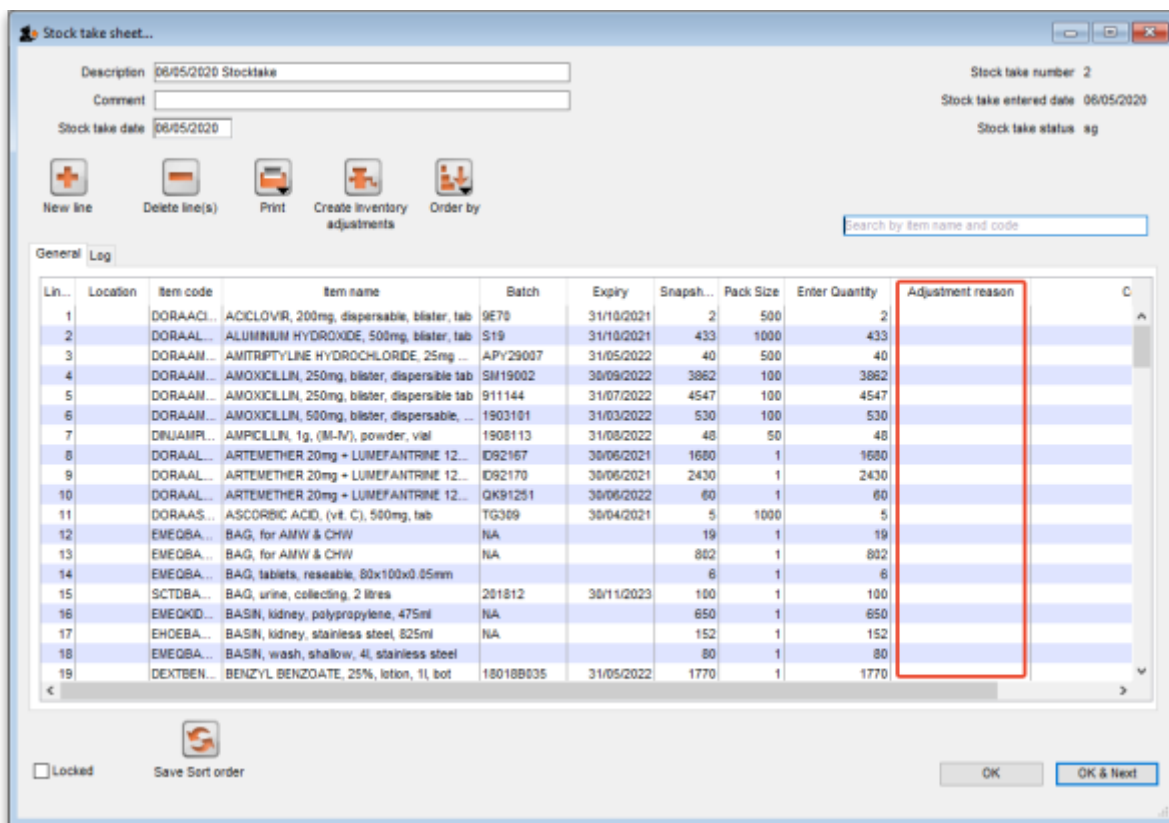 Stock take sheet...
Description 06/05/2020 Stocktake
Stock take number 2
Comment
Stock take entered date 06/05/2020
Stock take date 06/05/2020
Stock take status sg
New line Delete line(s) Print Create Inventory adjustments Order by
Search by item name and code
General Log
Lin... Location Item code Item name Batch Expiry Snapsh... Pack Size Enter Quantity Adjustment reason C
1 DORAACI... ACICLOVIR, 200mg, dispersable, blister, tab 9E70 31/10/2021 2 500 2
2 DORAAL... ALUMINIUM HYDROXIDE, 500mg, blister, tab S19 31/10/2021 433 1000 433
3 DORAAM... AMITRIPTYLINE HYDROCHLORIDE, 25mg ... APY29007 31/05/2022 40 500 40
4 DORAAM... AMOXICILLIN, 250mg, blister, dispersible tab SM19002 30/09/2022 3862 100 3862
5 DORAAM... AMOXICILLIN, 250mg, blister, dispersible tab 911144 31/07/2022 4547 100 4547
6 DORAAM... AMOXICILLIN, 500mg, blister, dispersable, ... 1903101 31/03/2022 530 100 530
7 DINJAMPI... AMPICILLIN, 1g, (IM-IV), powder, vial 1908113 31/08/2022 48 50 48
8 DORAAL... ARTEMETHER 20mg + LUMEFANTRINE 12... ID92167 30/06/2021 1680 1 1680
9 DORAAL... ARTEMETHER 20mg + LUMEFANTRINE 12... ID92170 30/06/2021 2430 1 2430
10 DORAAL... ARTEMETHER 20mg + LUMEFANTRINE 12... QK91251 30/06/2022 60 1 60
11 DORAAS... ASCORBIC ACID, (vit. C), 500mg, tab TG309 30/04/2021 5 1000 5
12 EMEQBA... BAG, for AMW & CHW NA 19 1 19
13 EMEQBA... BAG, for AMW & CHW NA 802 1 802
14 EMEQBA... BAG, tablets, reseable, 80x100x0.05mm 6 1 6
15 SCTDBA... BAG, urine, collecting, 2 litres 201812 30/11/2023 100 1 100
16 EMEQKID... BASIN, kidney, polypropylene, 475ml NA 650 1 650
17 EHOEBA... BASIN, kidney, stainless steel, 825ml NA 152 1 152
18 EMEQBA... BASIN, wash, shallow, 4l, stainless steel 80 1 80
19 DEXTBEN... BENZYL BENZOATE, 25%, lotion, 1l, bot 18018B035 31/05/2022 1770 1 1770
Locked
Save Sort order
OK
OK & Next